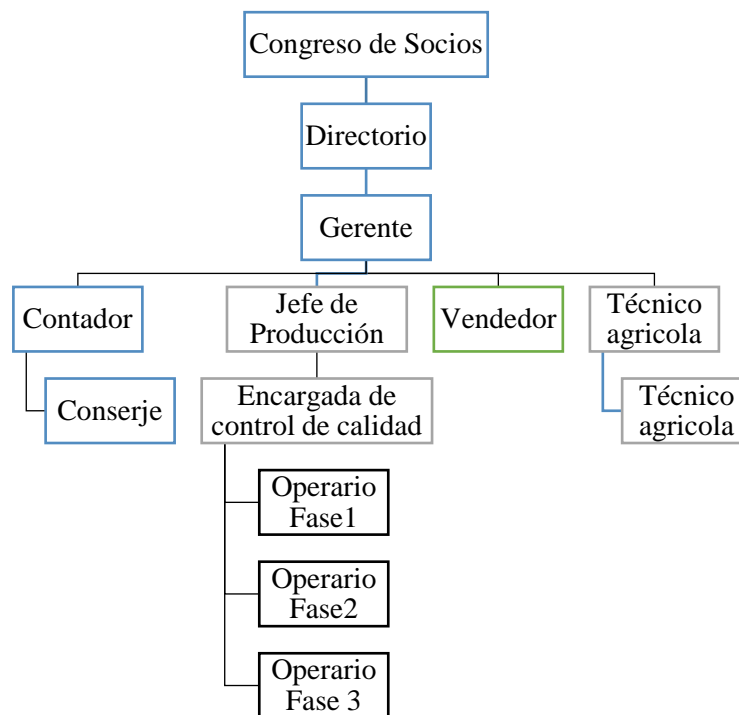 Congreso de Socios
Directorio
Gerente
Contador
Jefe de
Producción
Vendedor
Técnico
agricola
Conserje
Encargada de
control de calidad
Técnico
agricola
Operario
Fase1
Operario
Fase2
Operario
Fase 3